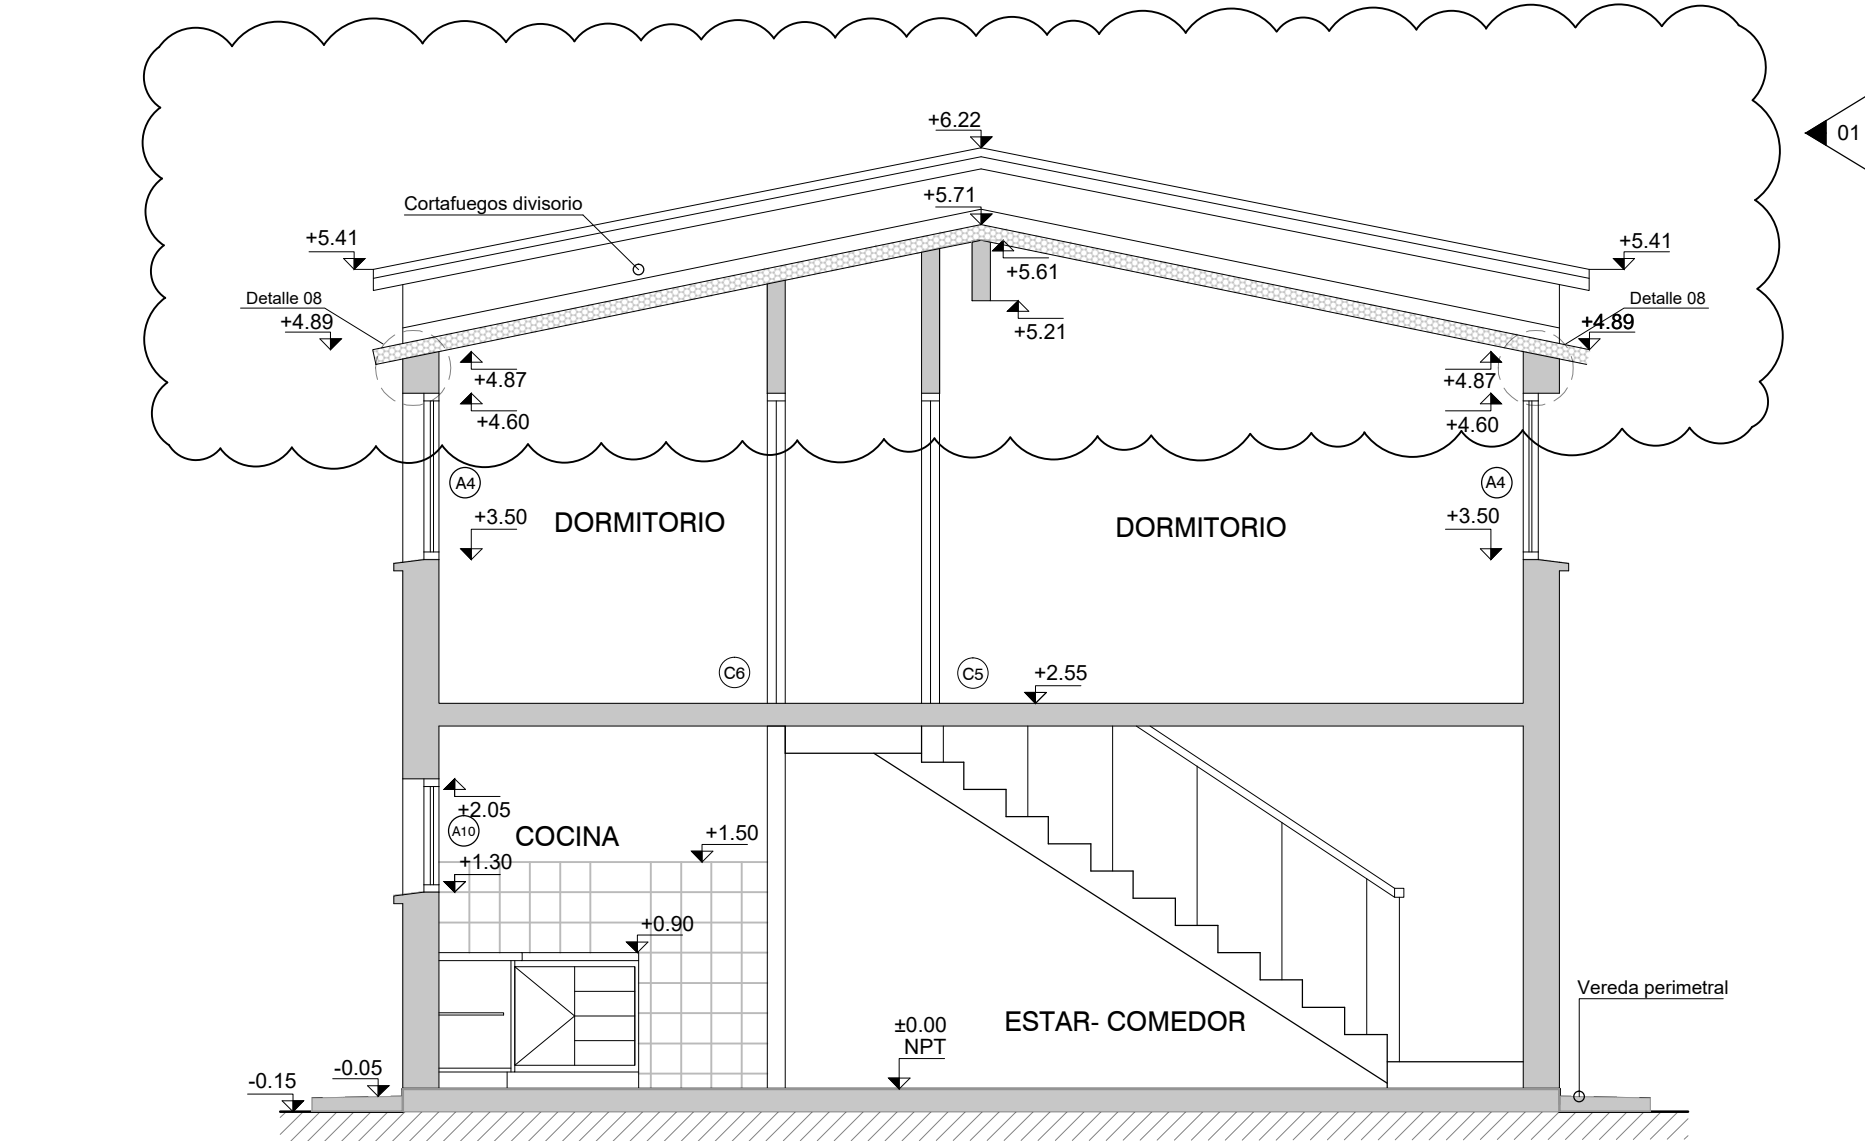 +6.22
01
+5.71
Cortafuegos divisorio
+5.41
+5.41
+5.61
Detalle 08
Detalle 08
+4.89
+4.89
+5.21
+4.87
+4.87
+4.60
+4.60
A4
A4
+3.50
DORMITORIO
DORMITORIO
+3.50
C6
C5
+2.55
+2.05
A10
COCINA
+1.50
+1.30
+0.90
Vereda perimetral
ESTAR- COMEDOR
±0.00
NPT
-0.05
-0.15